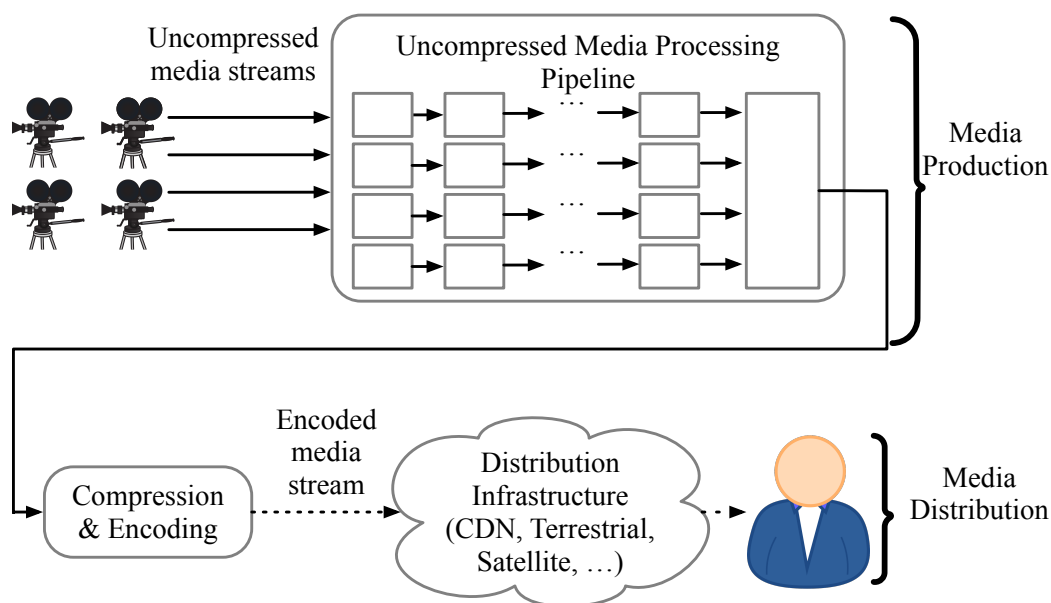 Uncompressed
media streams
Uncompressed Media Processing
Pipeline
...
...
...
...
Media
Production
Encoded
media
stream
Compression
& Encoding
Distribution
Infrastructure
(CDN, Terrestrial,
Satellite, …)
Media
Distribution